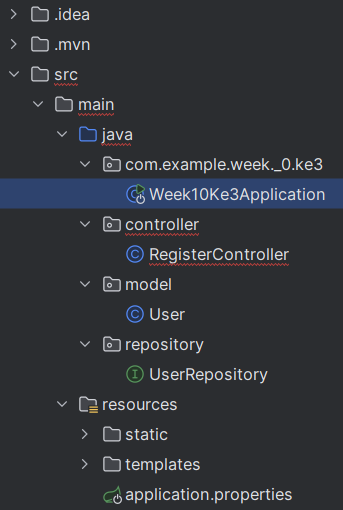 .idea
.mvn
src
main
java
com.example.week._0.ke3
Week10Ke3Application
controller
RegisterController
model
User
repository
UserRepository
resources
static
templates
application.properties